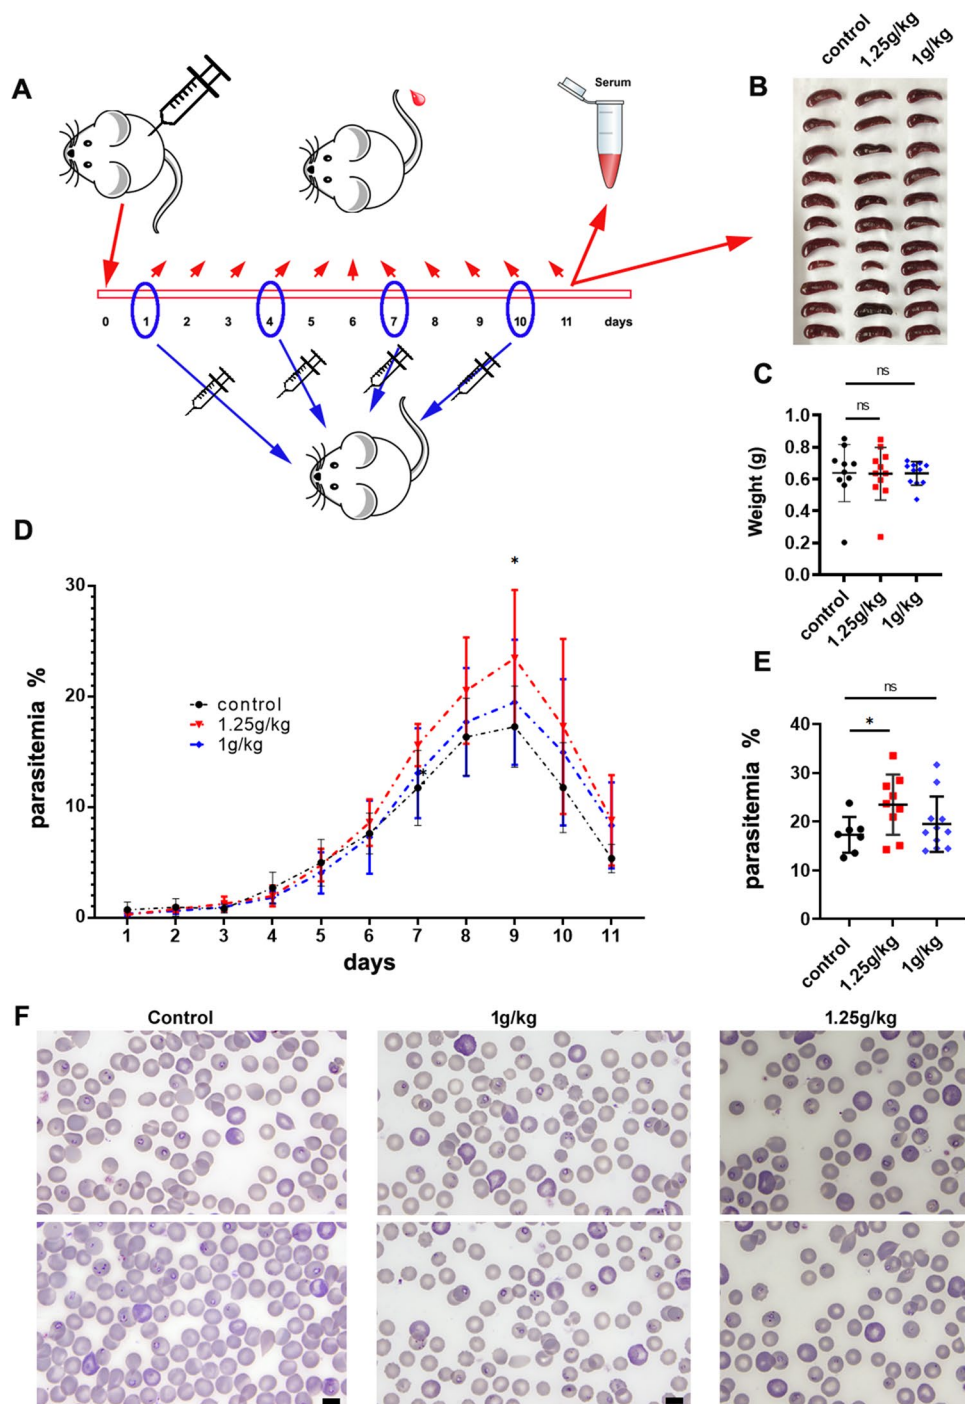 control 1.25g/kg 1g/kg
A
Serum
B
0 1 2 3 4 5 6 7 8 9 10 11 days
C
ns
ns
Weight (g)
1.0
0.8
0.6
0.4
0.2
0.0
control 1.25g/kg 1g/kg
D
*
30
20
10
0
parasitemia %
control
1.25g/kg
1g/kg
*
1 2 3 4 5 6 7 8 9 10 11
days
E
ns
*
parasitemia %
40
30
20
10
0
control 1.25g/kg 1g/kg
F
Control 1g/kg 1.25g/kg